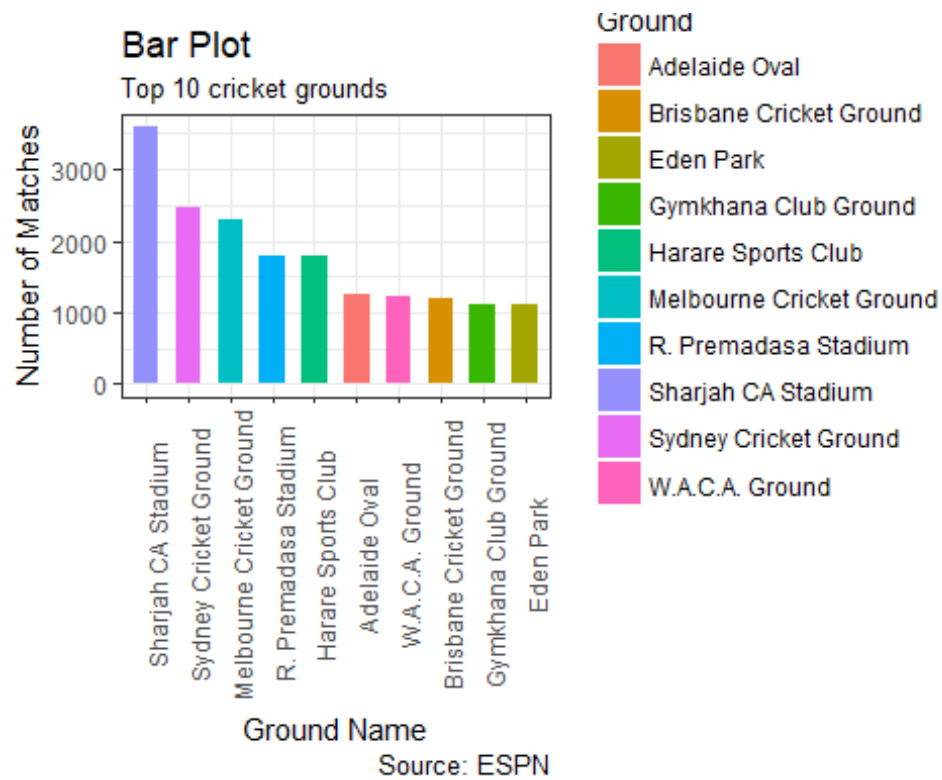 Bar Plot
Top 10 cricket grounds
Number of Matches
3000
2000
1000
0
Sharjah CA Stadium
Sydney Cricket Ground
Melbourne Cricket Ground
R. Premadasa Stadium
Harare Sports Club
Adelaide Oval
W.A.C.A. Ground
Brisbane Cricket Ground
Gymkhana Club Ground
Eden Park
Ground Name
Source: ESPN
Ground
Adelaide Oval
Brisbane Cricket Ground
Eden Park
Gymkhana Club Ground
Harare Sports Club
Melbourne Cricket Ground
R. Premadasa Stadium
Sharjah CA Stadium
Sydney Cricket Ground
W.A.C.A. Ground